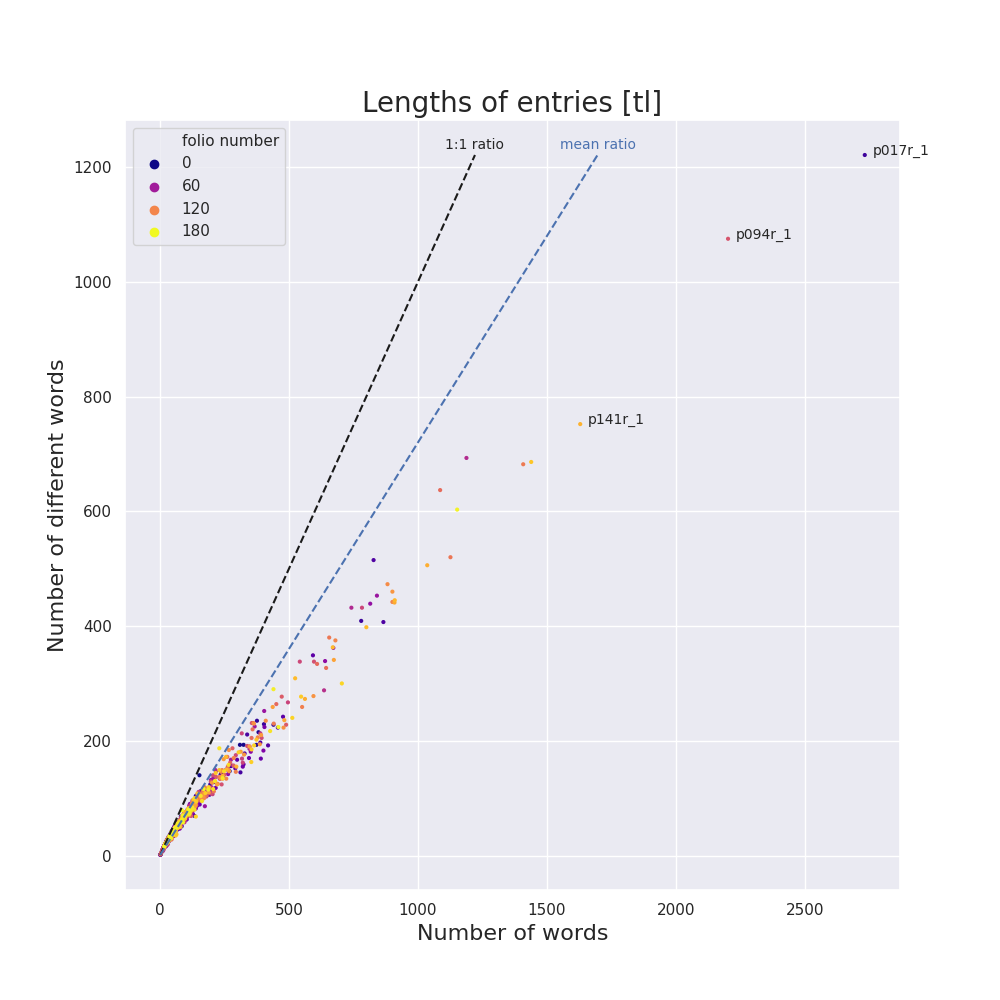 Lengths of entries [tl]
folio number
0
60
120
180
1:1 ratio
mean ratio
p017r_1
p094r_1
p141r_1
Number of different words
1200
1000
800
600
400
200
0
0 500 1000 1500 2000 2500
Number of words